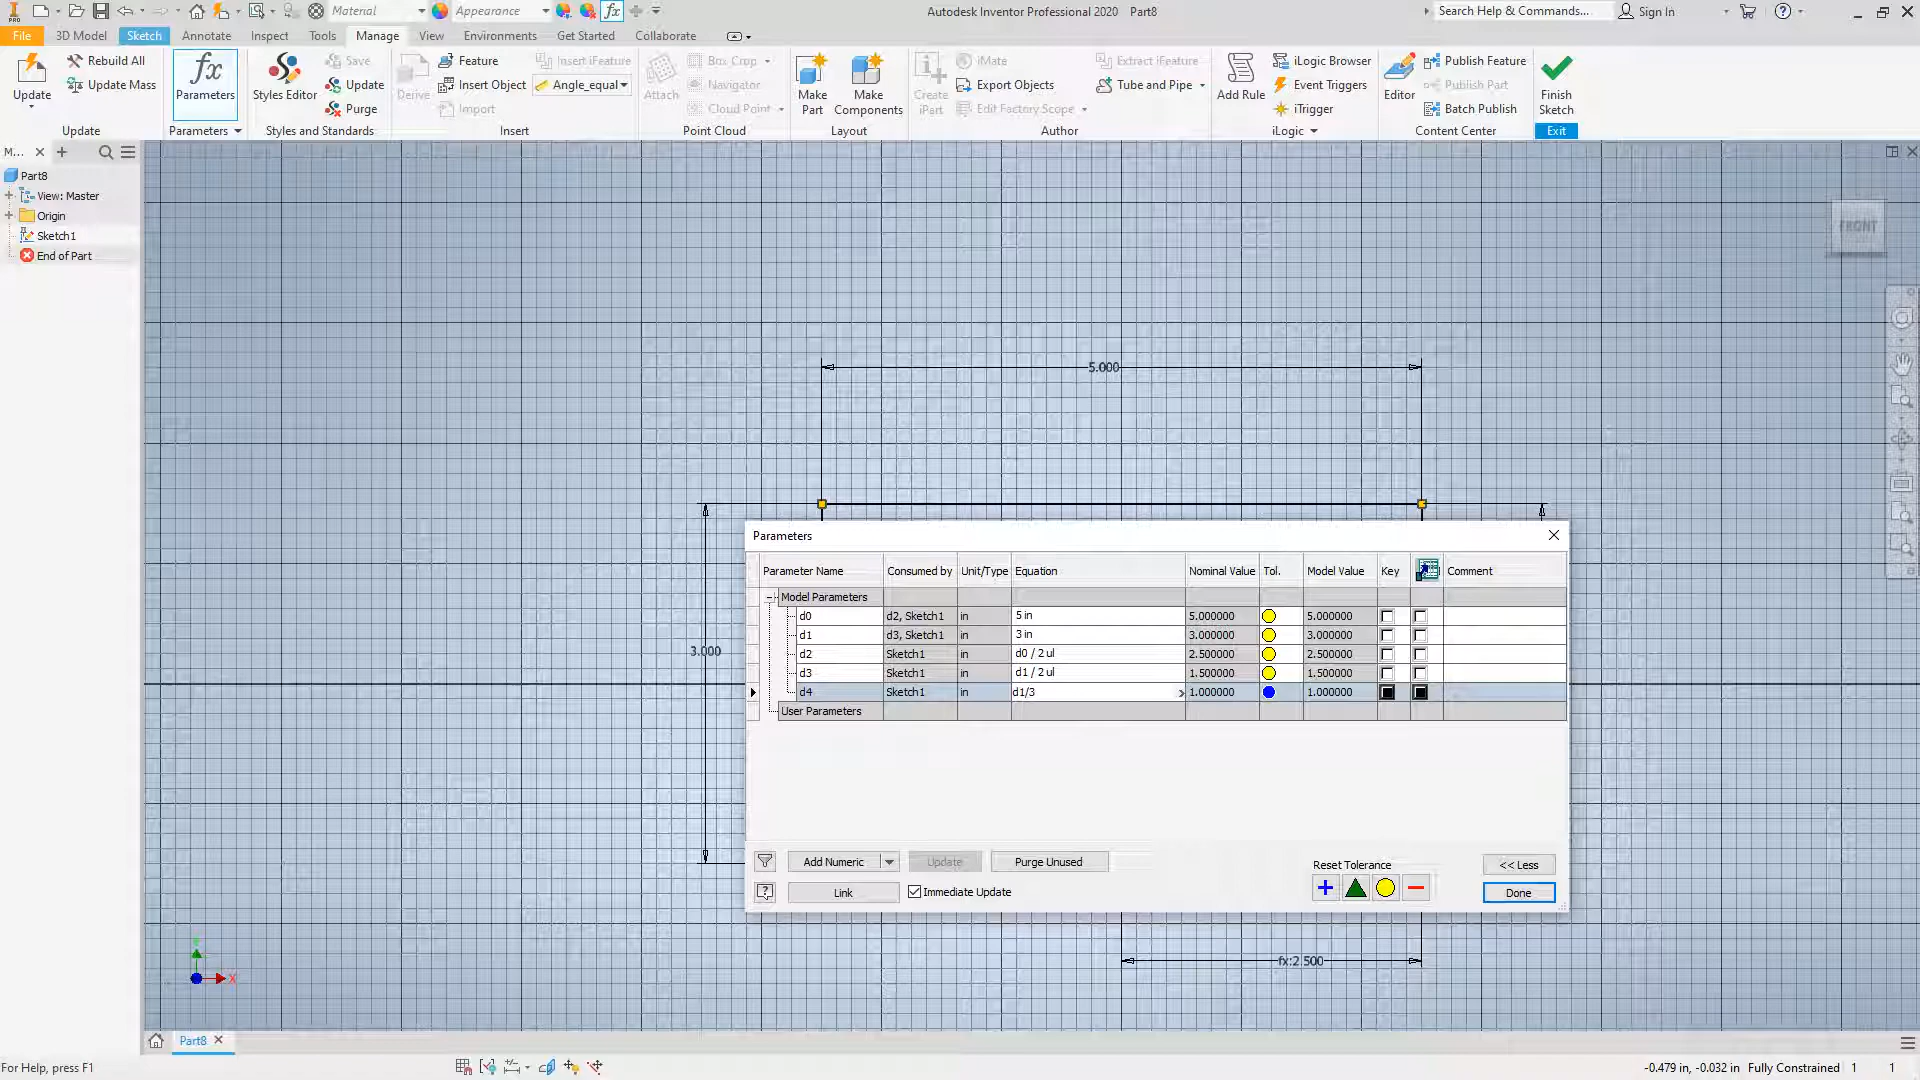 PRO Material Appearance fx Autodesk Inventor Professional 2020 Part8 Search Help & Commands... Sign In
File 3D Model Sketch Annotate Inspect Tools Manage View Environments Get Started Collaborate
Update
Rebuild All
Update Mass
Update
fx
Parameters
Parameters
Styles Editor
Save
Update
Purge
Styles and Standards
Derive
Feature
Insert Object
Import
Insert iFeature
Angle_equal
Insert
Attach
Box Crop
Navigator
Cloud Point
Point Cloud
Make Part
Make Components
Layout
Create iPart
iMate
Export Objects
Edit Factory Scope
Extract iFeature
Tube and Pipe
Author
Add Rule
iLogic Browser
Event Triggers
iTrigger
iLogic
Editor
Publish Feature
Publish Part
Batch Publish
Content Center
Finish Sketch
Exit
M...
Part8
View: Master
Origin
Sketch1
End of Part
FRONT
5.000
3.000
Parameters
Parameter Name Consumed by Unit/Type Equation Nominal Value Tol. Model Value Key Comment
Model Parameters
d0 d2, Sketch1 in 5 in 5.000000 5.000000
d1 d3, Sketch1 in 3 in 3.000000 3.000000
d2 Sketch1 in d0 / 2 ul 2.500000 2.500000
d3 Sketch1 in d1 / 2 ul 1.500000 1.500000
d4 Sketch1 in d1/3 1.000000 1.000000
User Parameters
Add Numeric Update Purge Unused Reset Tolerance << Less
Link Immediate Update Done
fx:2.500
X
Part8
For Help, press F1 -0.479 in, -0.032 in Fully Constrained 1 1